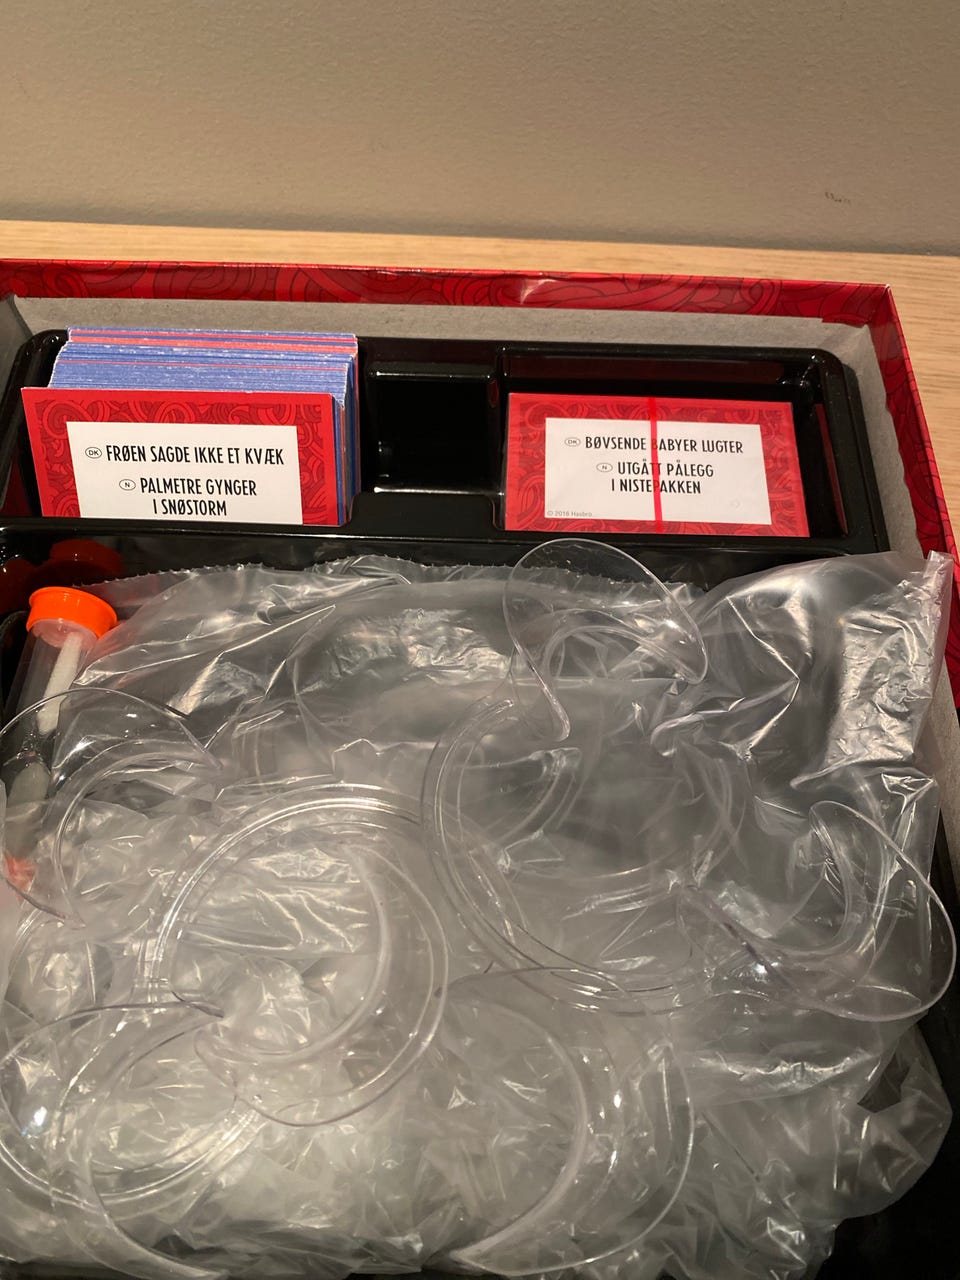 DK FRØEN SAGDE IKKE ET KVÆK
N PALMETRE GYNGER
I SNØSTORM
DK BØVSENDE BABYER LUGTER
N UTGÅTT PÅLEGG
I NISTEPAKKEN
© 2016 Hasbro.